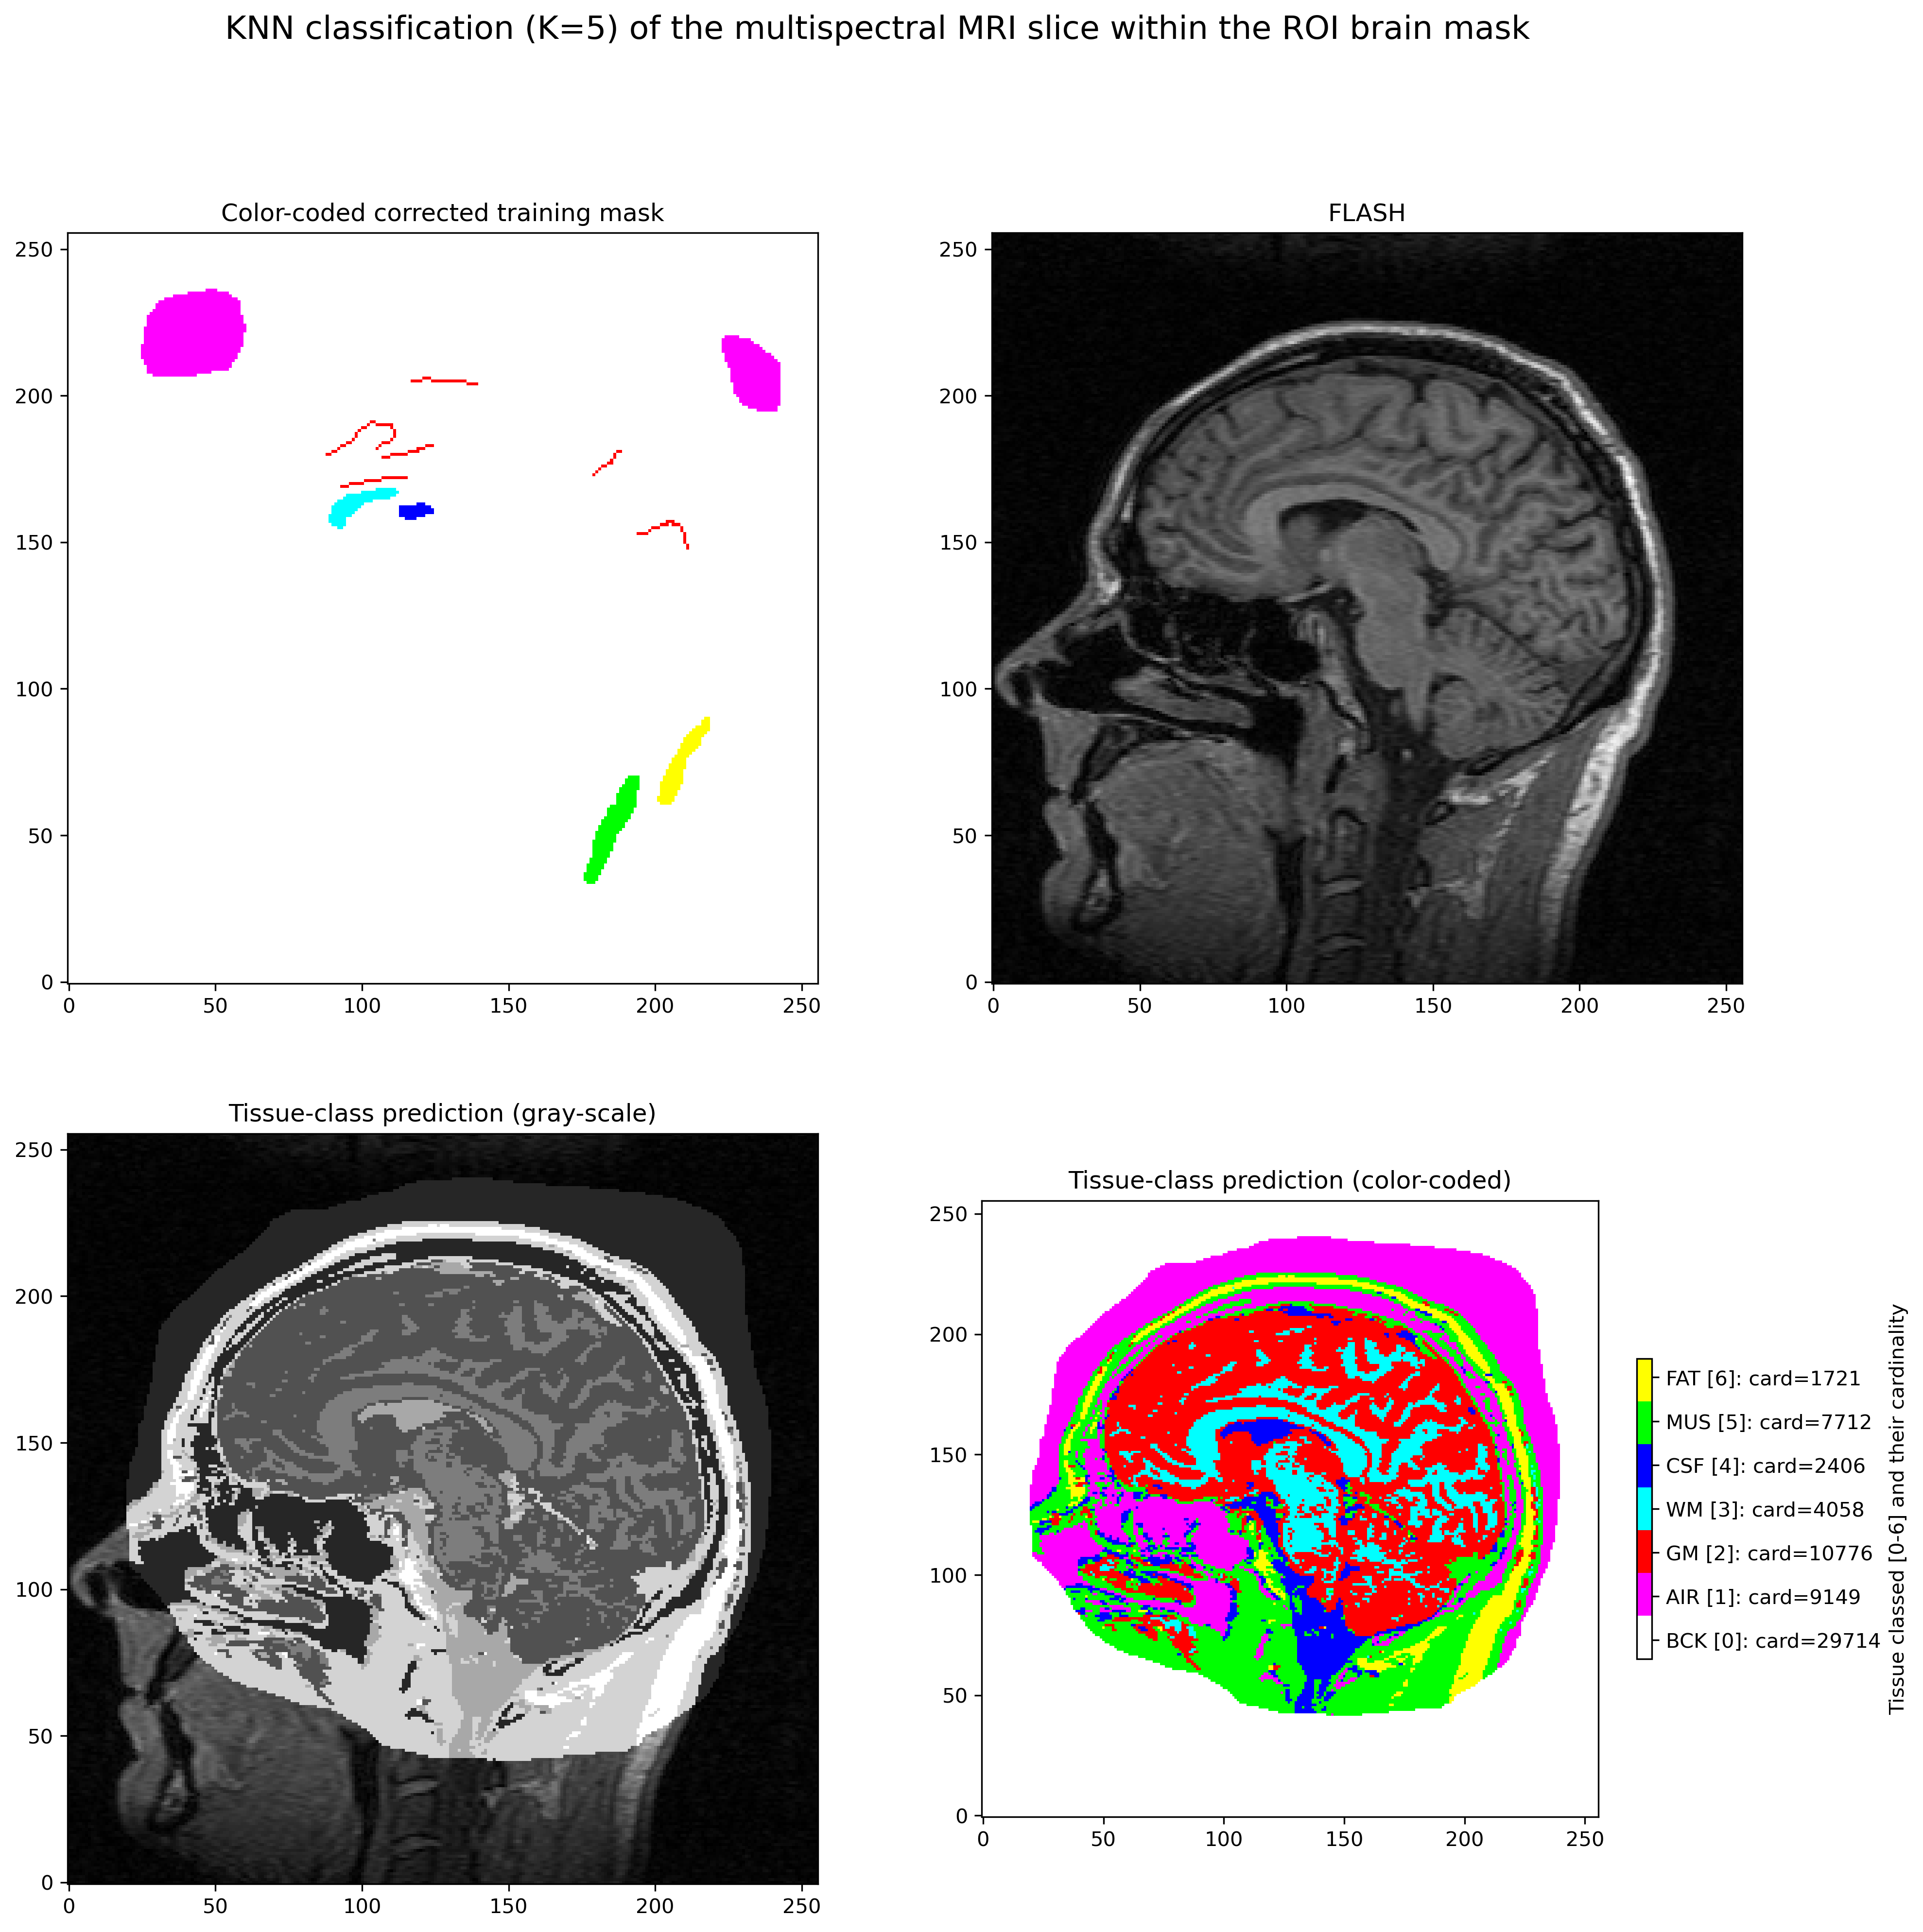 KNN classification (K=5) of the multispectral MRI slice within the ROI brain mask
Color-coded corrected training mask
250
200
150
100
50
0
0 50 100 150 200 250
FLASH
250
200
150
100
50
0
0 50 100 150 200 250
Tissue-class prediction (gray-scale)
250
200
150
100
50
0
0 50 100 150 200 250
Tissue-class prediction (color-coded)
250
200
150
100
50
0
0 50 100 150 200 250
FAT [6]: card=1721
MUS [5]: card=7712
CSF [4]: card=2406
WM [3]: card=4058
GM [2]: card=10776
AIR [1]: card=9149
BCK [0]: card=29714
Tissue classed [0-6] and their cardinality